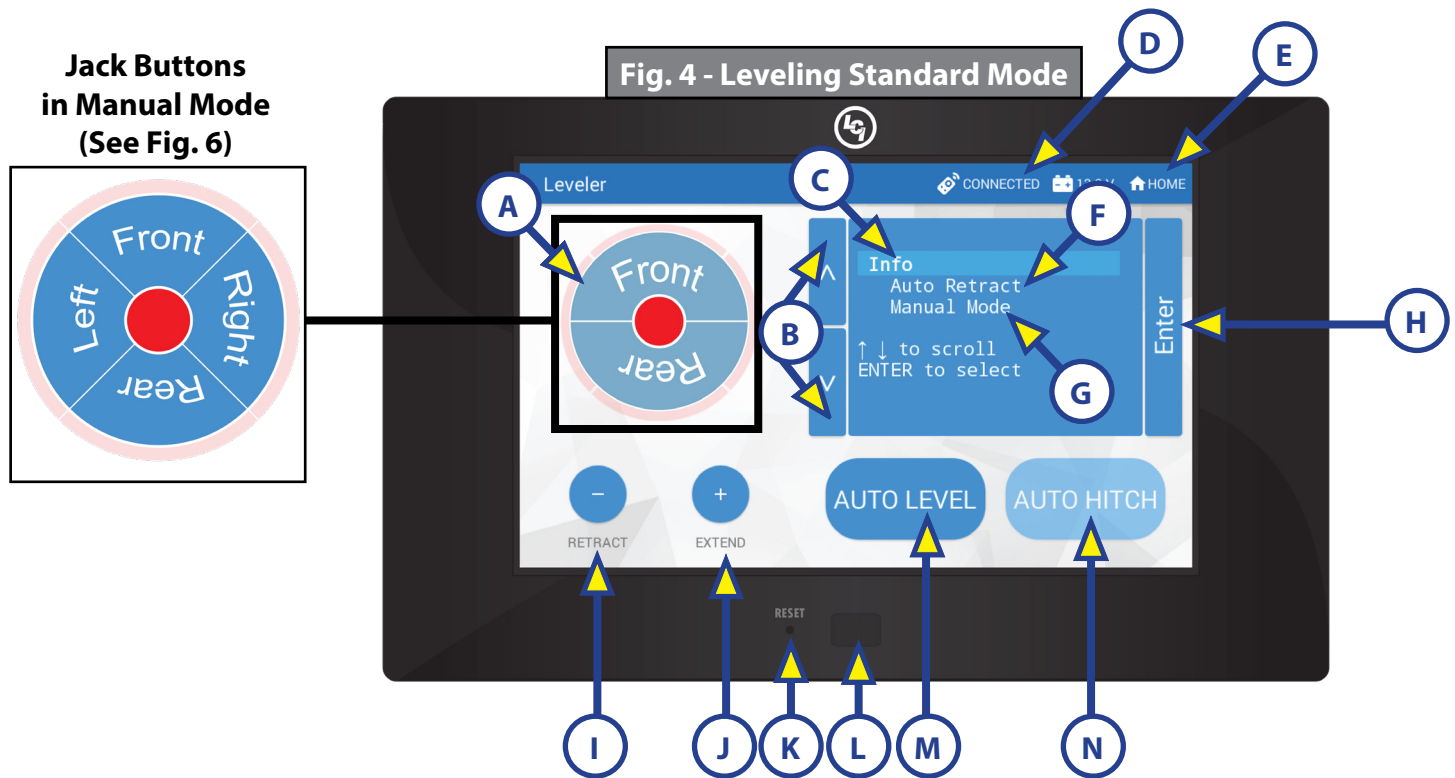 Jack Buttons
in Manual Mode
(See Fig. 6)
Front
Left
Right
Rear
Fig. 4 - Leveling Standard Mode
LCI
Leveler
CONNECTED
HOME
Front
Rear
Info
Auto Retract
Manual Mode
↑ ↓ to scroll
ENTER to select
Enter
RETRACT
EXTEND
AUTO LEVEL
AUTO HITCH
RESET
A
B
C
D
E
F
G
H
I
J
K
L
M
N